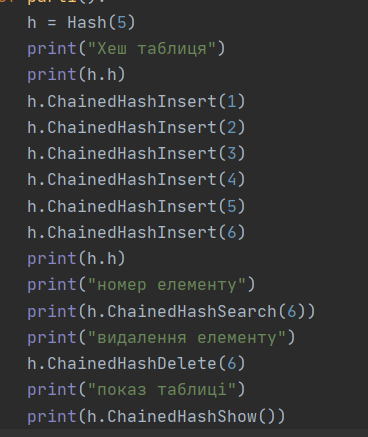 h = Hash(5)
print("Хеш таблиця")
print(h.h)
h.ChainedHashInsert(1)
h.ChainedHashInsert(2)
h.ChainedHashInsert(3)
h.ChainedHashInsert(4)
h.ChainedHashInsert(5)
h.ChainedHashInsert(6)
print(h.h)
print("номер елементу")
print(h.ChainedHashSearch(6))
print("видалення елементу")
h.ChainedHashDelete(6)
print("показ таблиці")
print(h.ChainedHashShow())